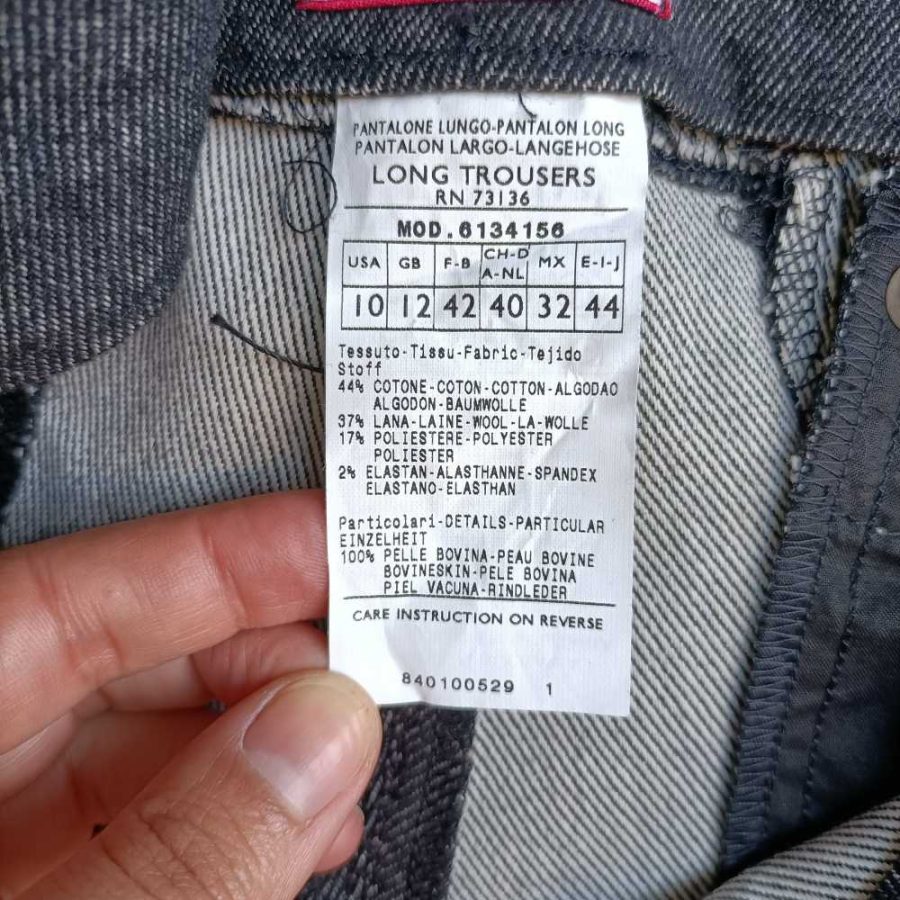 PANTALONE LUNGO-PANTALON LONG
PANTALON LARGO-LANGEHOSE
LONG TROUSERS
RN 73136
MOD.6134156
USA GB F-B CH-D A-NL MX E-I-J
10 12 42 40 32 44
Tessuto-Tissu-Fabric-Tejido
Stoff
44% COTONE-COTON-COTTON-ALGODAO
ALGODON-BAUMWOLLE
37% LANA-LAINE-WOOL-LA-WOLLE
17% POLIESTERE-POLYESTER
POLIESTER
2% ELASTAN-ALASTHANNE-SPANDEX
ELASTANO-ELASTHAN
Particolari-DETAILS-PARTICULAR
EINZELHEIT
100% PELLE BOVINA-PEAU BOVINE
BOVINESKIN-PELE BOVINA
PIEL VACUNA-RINDLEDER
CARE INSTRUCTION ON REVERSE
840100529 1